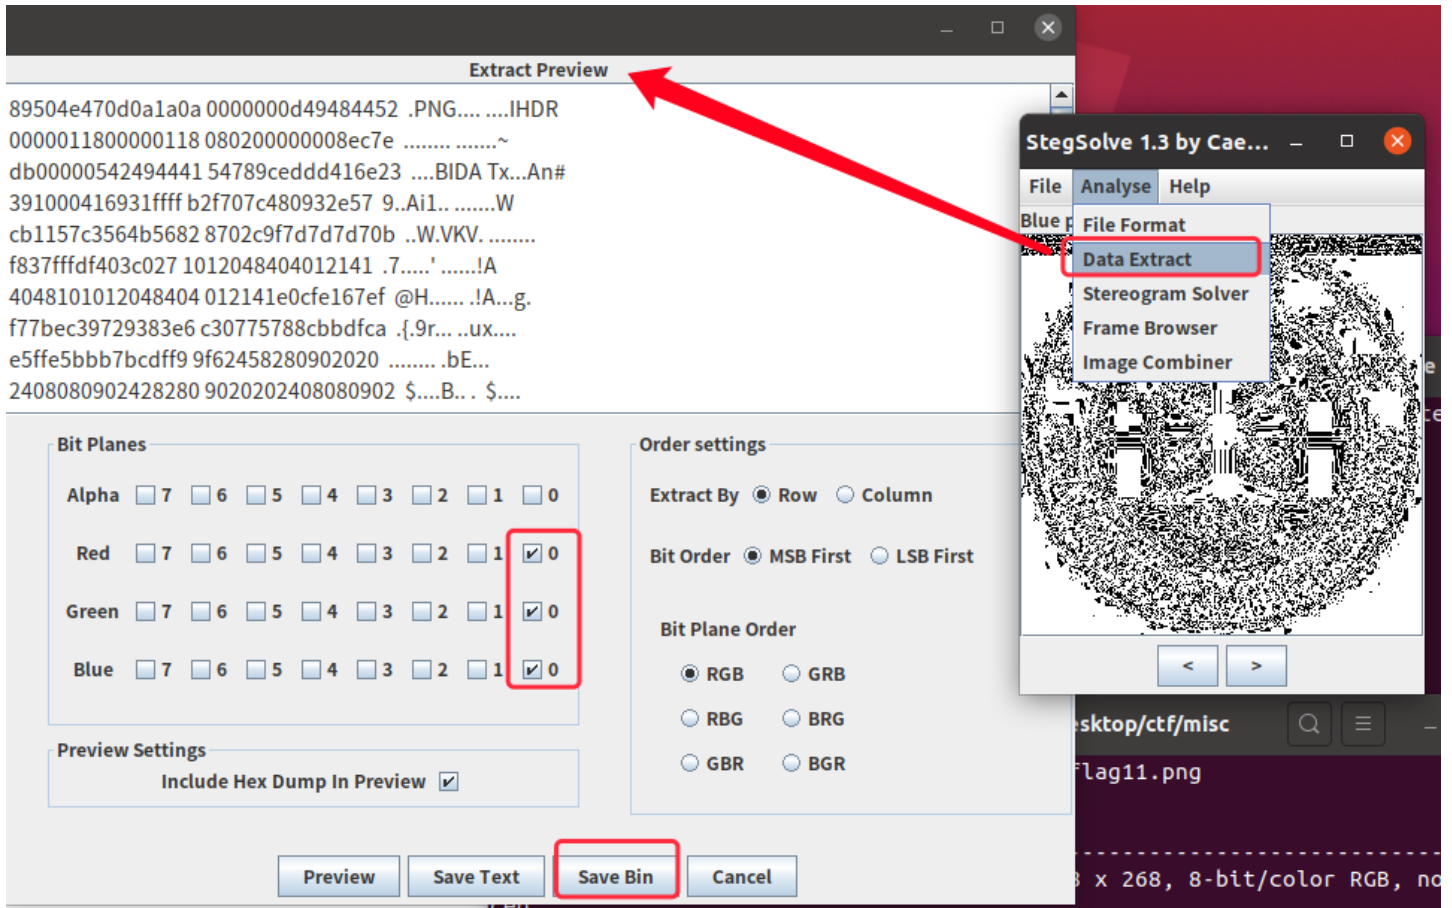 Extract Preview
89504e470d0a1a0a 0000000d49484452 .PNG.... ....IHDR
0000011800000118 080200000008ec7e ........ .......~
db00000542494441 54789ceddd416e23 ....BIDA Tx...An#
391000416931ffff b2f707c480932e57 9..Ai1.. .......W
cb1157c3564b5682 8702c9f7d7d7d70b ..W.VKV. ........
f837fffdf403c027 1012048404012141 .7.....' ......!A
4048101012048404 012141e0cfe167ef @H...... .!A...g.
f77bec39729383e6 c30775788cbbdfca .{.9r... ..ux....
e5ffe5bbb7bcdff9 9f62458280902020 ........ .bE...
2408080902428280 9020202408080902 $....B.. . $....
Bit Planes
Alpha 7 6 5 4 3 2 1 0
Red 7 6 5 4 3 2 1 0
Green 7 6 5 4 3 2 1 0
Blue 7 6 5 4 3 2 1 0
Preview Settings
Include Hex Dump In Preview
Order settings
Extract By Row Column
Bit Order MSB First LSB First
Bit Plane Order
RGB GRB
RBG BRG
GBR BGR
Preview Save Text Save Bin Cancel
StegSolve 1.3 by Cae...
File Analyse Help
Blue p
File Format
Data Extract
Stereogram Solver
Frame Browser
Image Combiner
< >
esktop/ctf/misc
flag11.png
x 268, 8-bit/color RGB, no